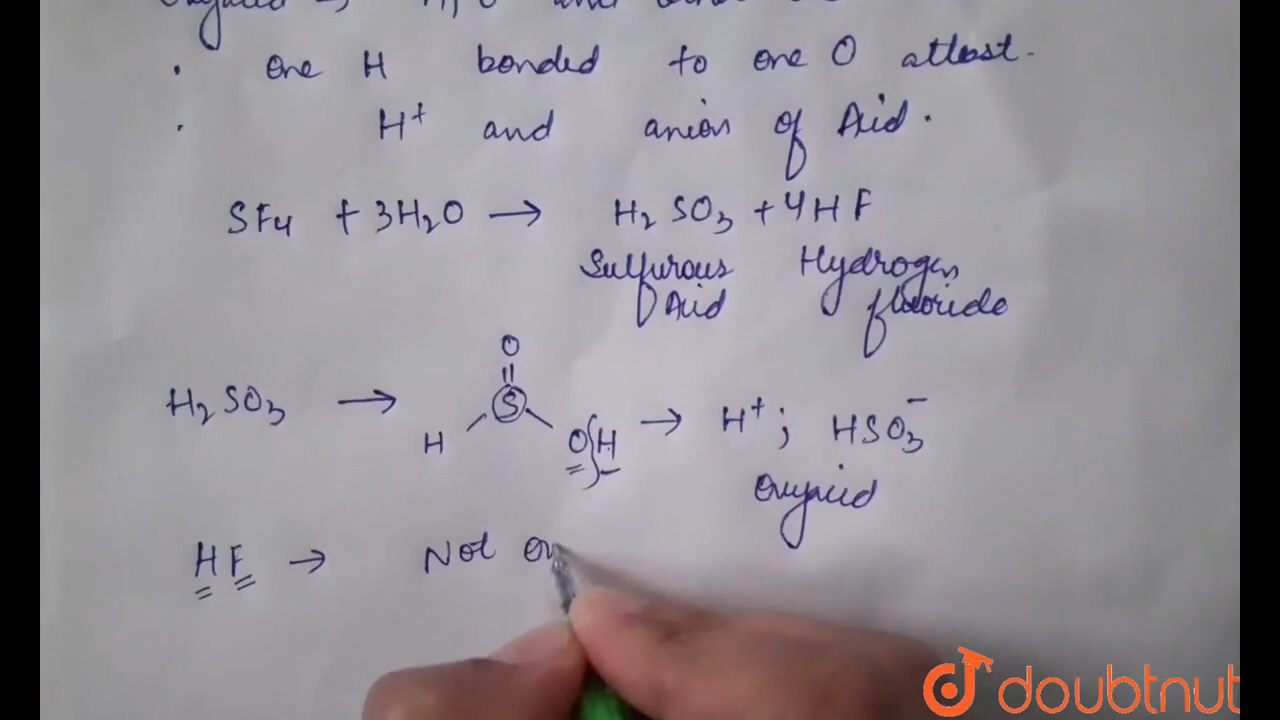 one H bonded to one O atleast.
H⁺ and anion of Acid.
SF4 + 3H₂O → H₂SO₃ + 4HF
Sulfurous Hydrogen
Acid fluoride
O
H₂SO₃ → S
H OH → H⁺ ; HSO₃⁻
Oxyacid
HF → Not ox
doubtnut